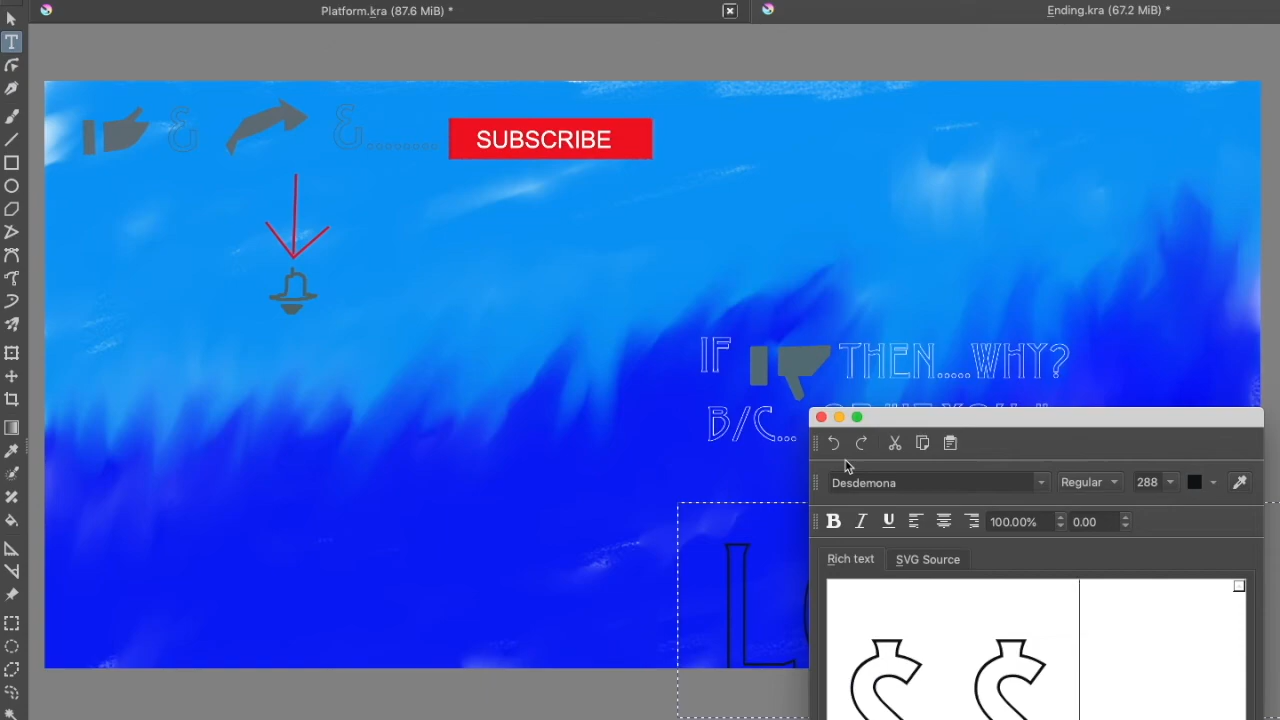 Platform.kra (87.6 MiB) *
Ending.kra (67.2 MiB) *
& &........ SUBSCRIBE
IF THEN.....WHY?
B/C...
Desdemona Regular 288
B I U 100.00% 0.00
Rich text SVG Source